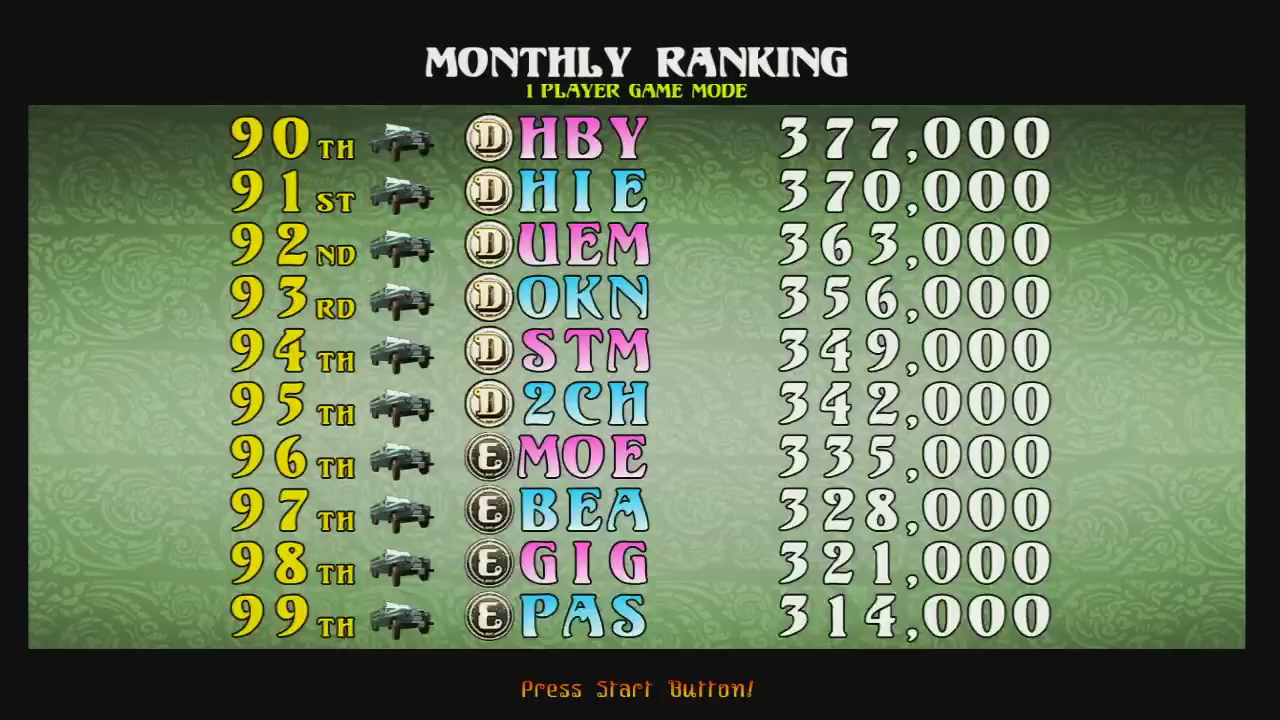 MONTHLY RANKING
1 PLAYER GAME MODE
90TH D HBY 377,000
91ST D HIE 370,000
92ND D UEM 363,000
93RD D OKN 356,000
94TH D STM 349,000
95TH D 2CH 342,000
96TH E MOE 335,000
97TH E BEA 328,000
98TH E GIG 321,000
99TH E PAS 314,000
Press Start Button!